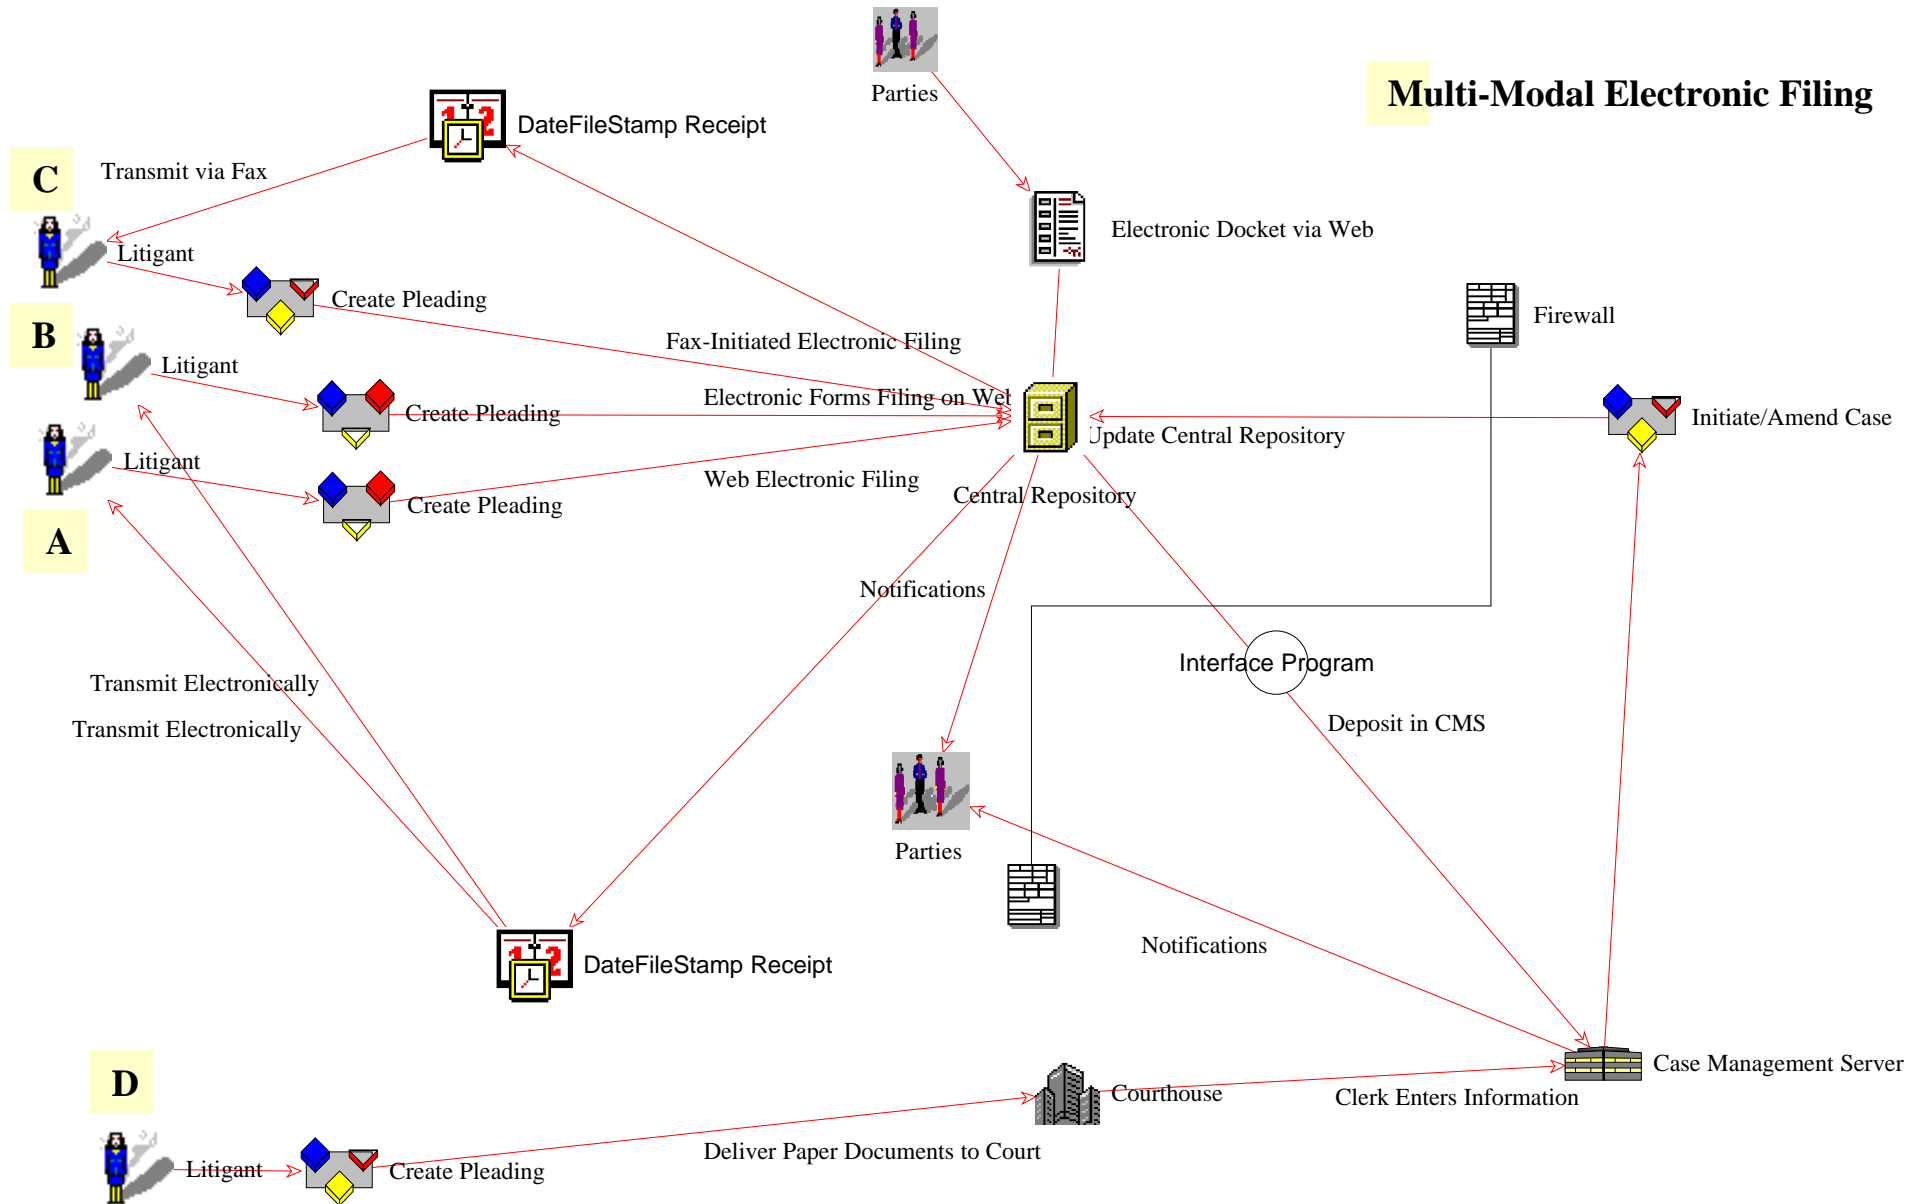 Parties
Multi-Modal Electronic Filing
DateFileStamp Receipt
C
Transmit via Fax
Electronic Docket via Web
Litigant
Create Pleading
Firewall
B
Fax-Initiated Electronic Filing
Litigant
Electronic Forms Filing on Web
Create Pleading
Initiate/Amend Case
Update Central Repository
Litigant
Web Electronic Filing
Create Pleading
Central Repository
A
Notifications
Interface Program
Transmit Electronically
Transmit Electronically
Deposit in CMS
Parties
Notifications
DateFileStamp Receipt
D
Case Management Server
Courthouse
Clerk Enters Information
Deliver Paper Documents to Court
Litigant
Create Pleading